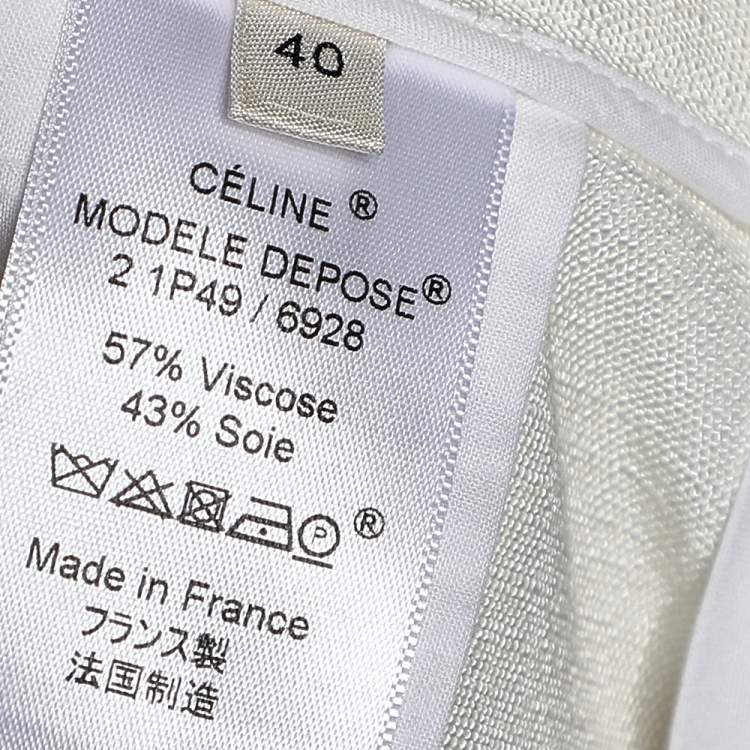 40
CÉLINE ®
MODELE DEPOSE®
2 1P49 / 6928
57% Viscose
43% Soie
P ®
Made in France
フランス製
法国制造